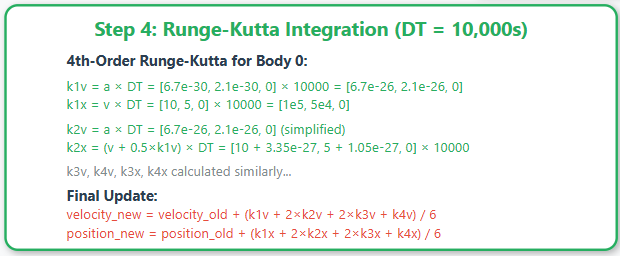 Step 4: Runge-Kutta Integration (DT = 10,000s)
4th-Order Runge-Kutta for Body 0:
k1v = a × DT = [6.7e-30, 2.1e-30, 0] × 10000 = [6.7e-26, 2.1e-26, 0]
k1x = v × DT = [10, 5, 0] × 10000 = [1e5, 5e4, 0]
k2v = a × DT = [6.7e-26, 2.1e-26, 0] (simplified)
k2x = (v + 0.5×k1v) × DT = [10 + 3.35e-27, 5 + 1.05e-27, 0] × 10000
k3v, k4v, k3x, k4x calculated similarly...
Final Update:
velocity_new = velocity_old + (k1v + 2×k2v + 2×k3v + k4v) / 6
position_new = position_old + (k1x + 2×k2x + 2×k3x + k4x) / 6